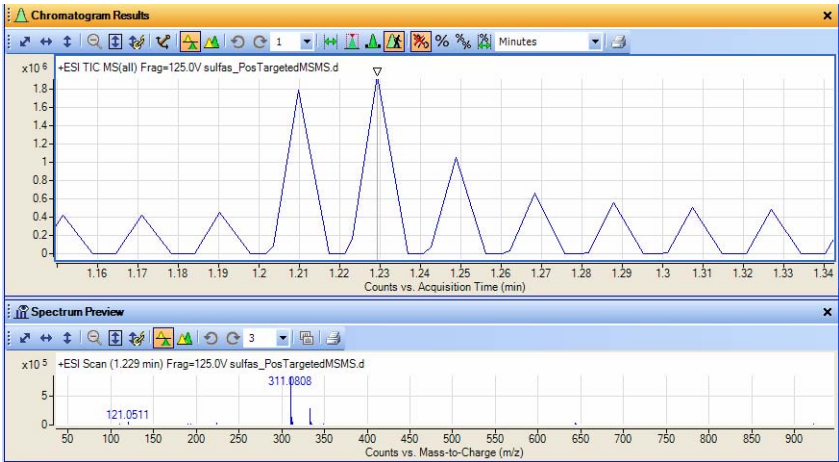 Chromatogram Results
1
Minutes
x10 6
+ESI TIC MS(all) Frag=125.0V sulfas_PosTargetedMSMS.d
1.8
1.6
1.4
1.2
1
0.8
0.6
0.4
0.2
0
1.16 1.17 1.18 1.19 1.2 1.21 1.22 1.23 1.24 1.25 1.26 1.27 1.28 1.29 1.3 1.31 1.32 1.33 1.34
Counts vs. Acquisition Time (min)
Spectrum Preview
3
x10 5
+ESI Scan (1.229 min) Frag=125.0V sulfas_PosTargetedMSMS.d
311.0808
5
121.0511
0
50 100 150 200 250 300 350 400 450 500 550 600 650 700 750 800 850 900
Counts vs. Mass-to-Charge (m/z)